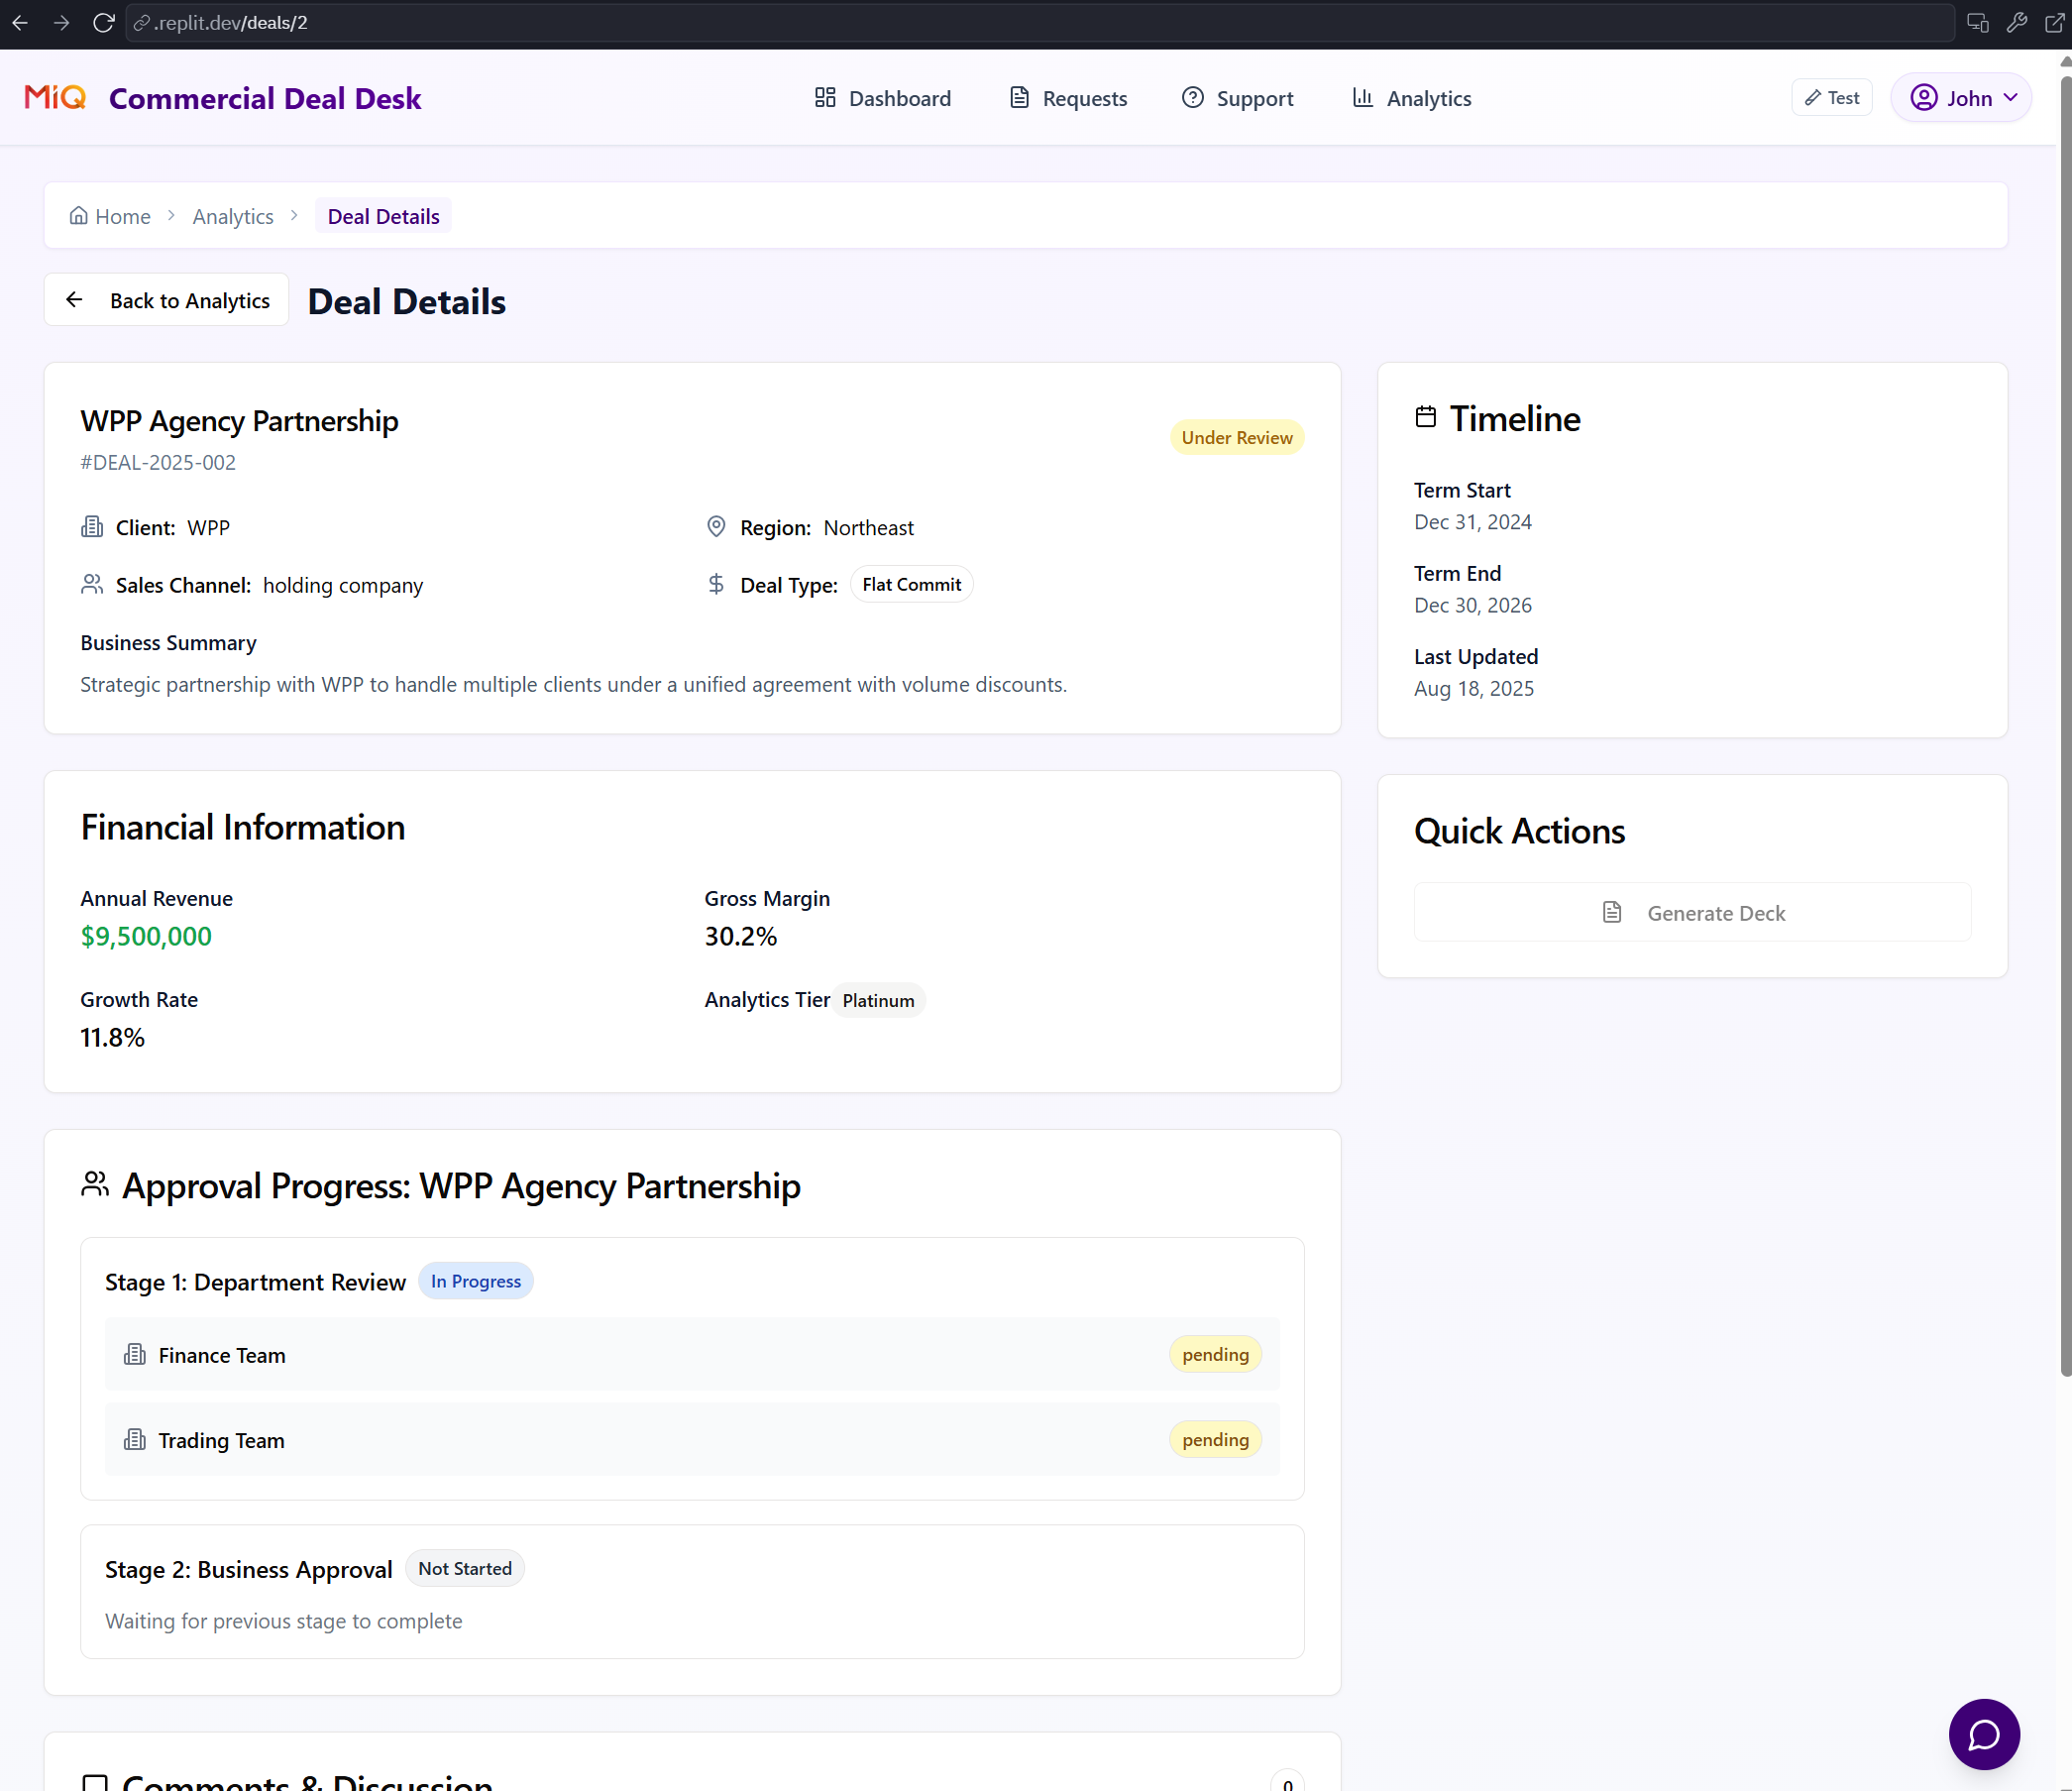 .replit.dev/deals/2
MiQ Commercial Deal Desk
Dashboard
Requests
Support
Analytics
Test
John
Home
Analytics
Deal Details
Back to Analytics
Deal Details
WPP Agency Partnership
#DEAL-2025-002
Under Review
Client: WPP
Region: Northeast
Sales Channel: holding company
Deal Type: Flat Commit
Business Summary
Strategic partnership with WPP to handle multiple clients under a unified agreement with volume discounts.
Timeline
Term Start
Dec 31, 2024
Term End
Dec 30, 2026
Last Updated
Aug 18, 2025
Financial Information
Annual Revenue
$9,500,000
Gross Margin
30.2%
Growth Rate
11.8%
Analytics Tier Platinum
Quick Actions
Generate Deck
Approval Progress: WPP Agency Partnership
Stage 1: Department Review In Progress
Finance Team pending
Trading Team pending
Stage 2: Business Approval Not Started
Waiting for previous stage to complete
Comments & Discussion
0